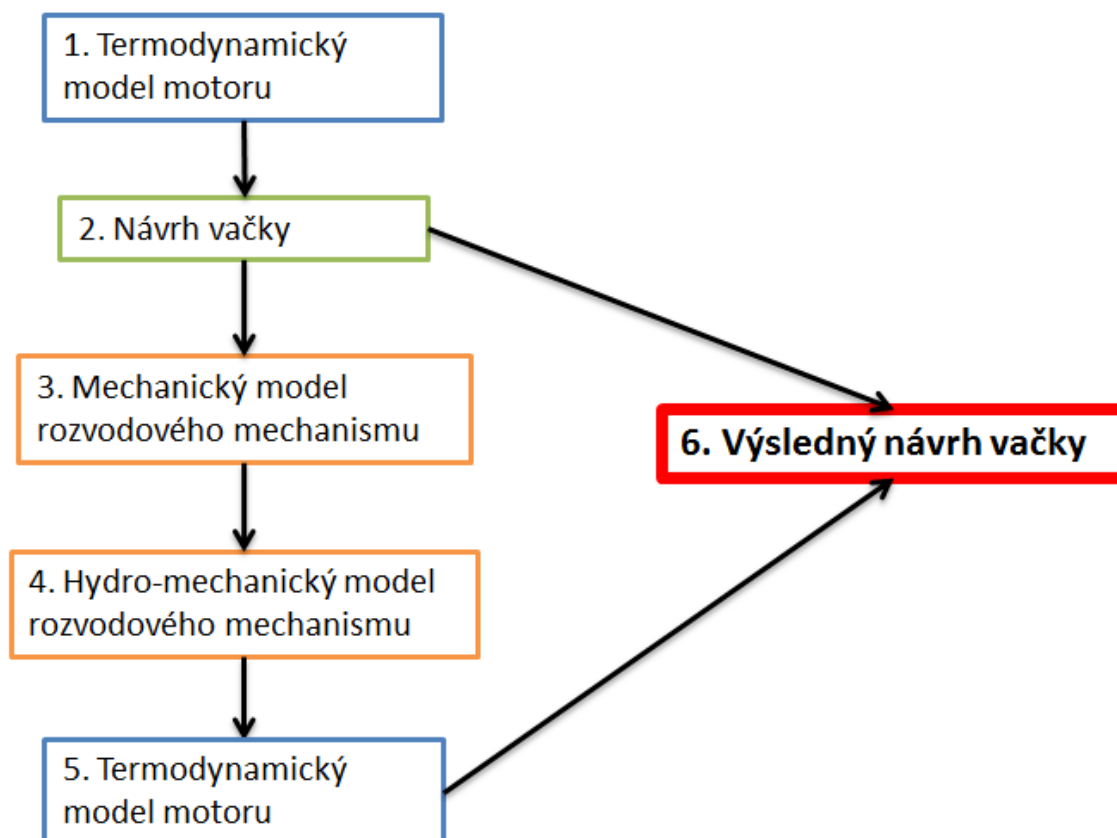 1. Termodynamický
model motoru
2. Návrh vačky
3. Mechanický model
rozvodového mechanismu
6. Výsledný návrh vačky
4. Hydro-mechanický model
rozvodového mechanismu
5. Termodynamický
model motoru